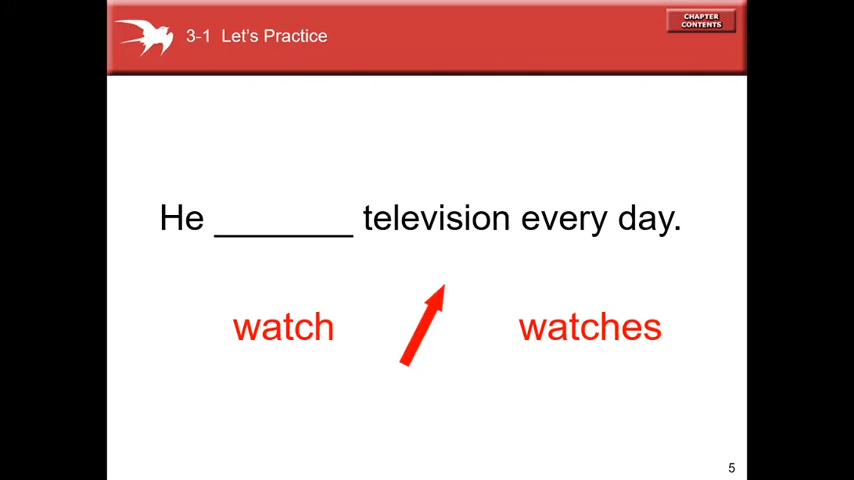 3-1 Let's Practice
CHAPTER
CONTENTS
He _______ television every day.
watch
watches
5